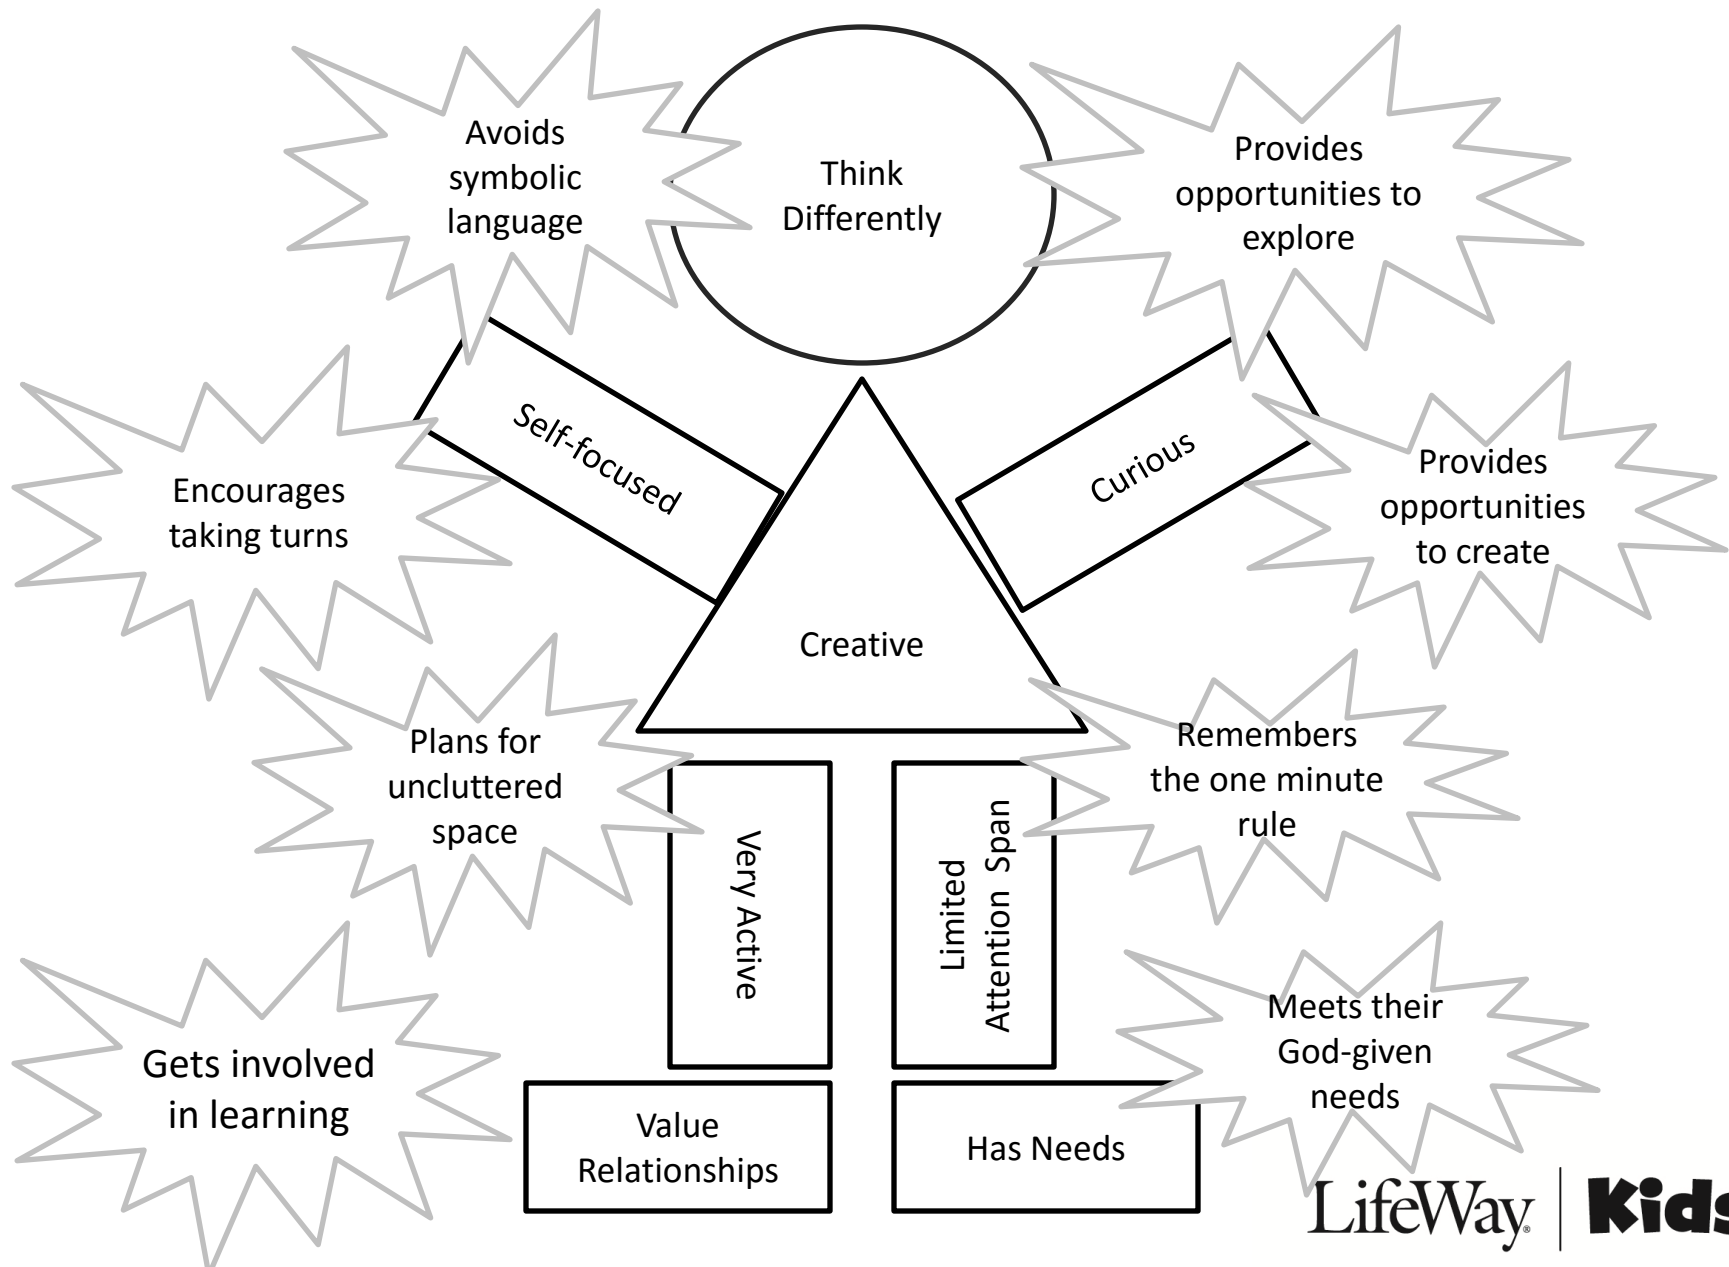 Avoids
symbolic
language
Think
Differently
Provides
opportunities to
explore
Self-focused
Curious
Encourages
taking turns
Provides
opportunities
to create
Creative
Plans for
uncluttered
space
Remembers
the one minute
rule
Very Active
Limited
Attention Span
Gets involved
in learning
Meets their
God-given
needs
Value
Relationships
Has Needs
LifeWay® | Kids